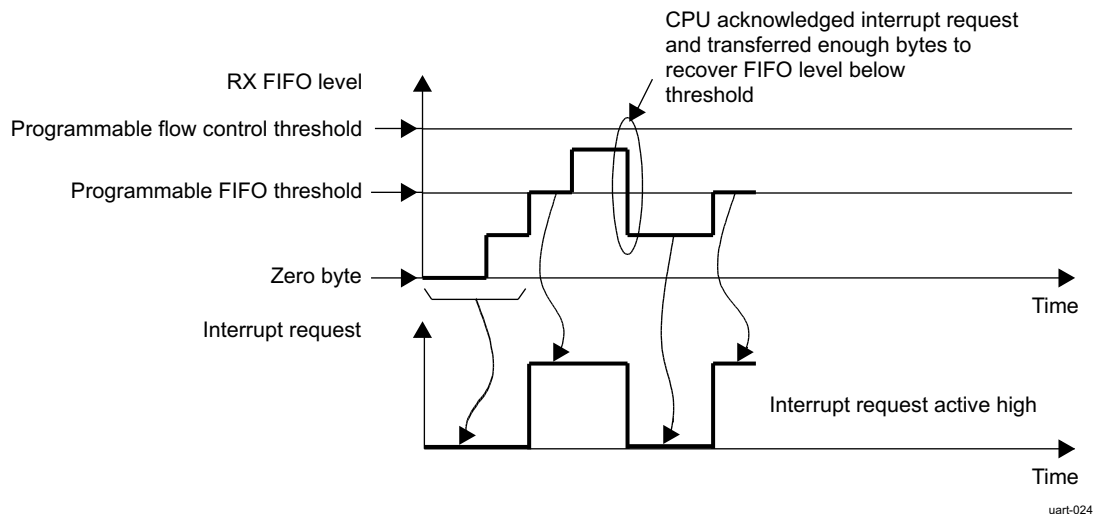 CPU acknowledged interrupt request
and transferred enough bytes to
recover FIFO level below
threshold
RX FIFO level
Programmable flow control threshold
Programmable FIFO threshold
Zero byte
Time
Interrupt request
Interrupt request active high
Time
uart-024